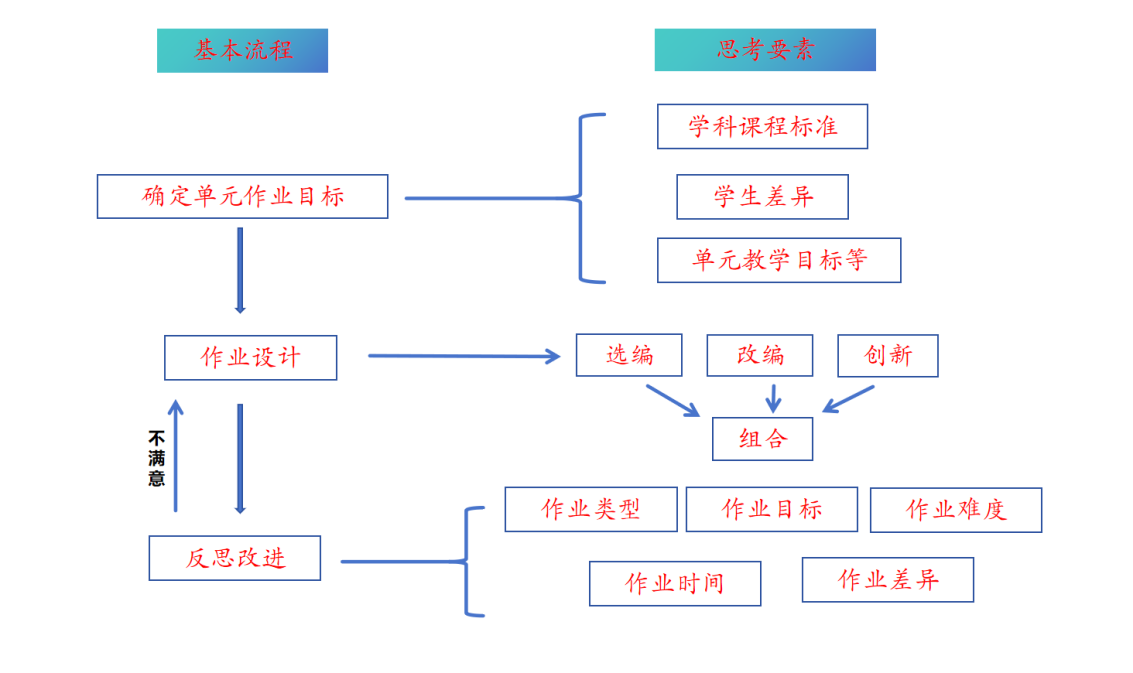 基本流程
思考要素
学科课程标准
确定单元作业目标
学生差异
单元教学目标等
作业设计
选编
改编
创新
组合
不满意
作业类型
作业目标
作业难度
反思改进
作业时间
作业差异